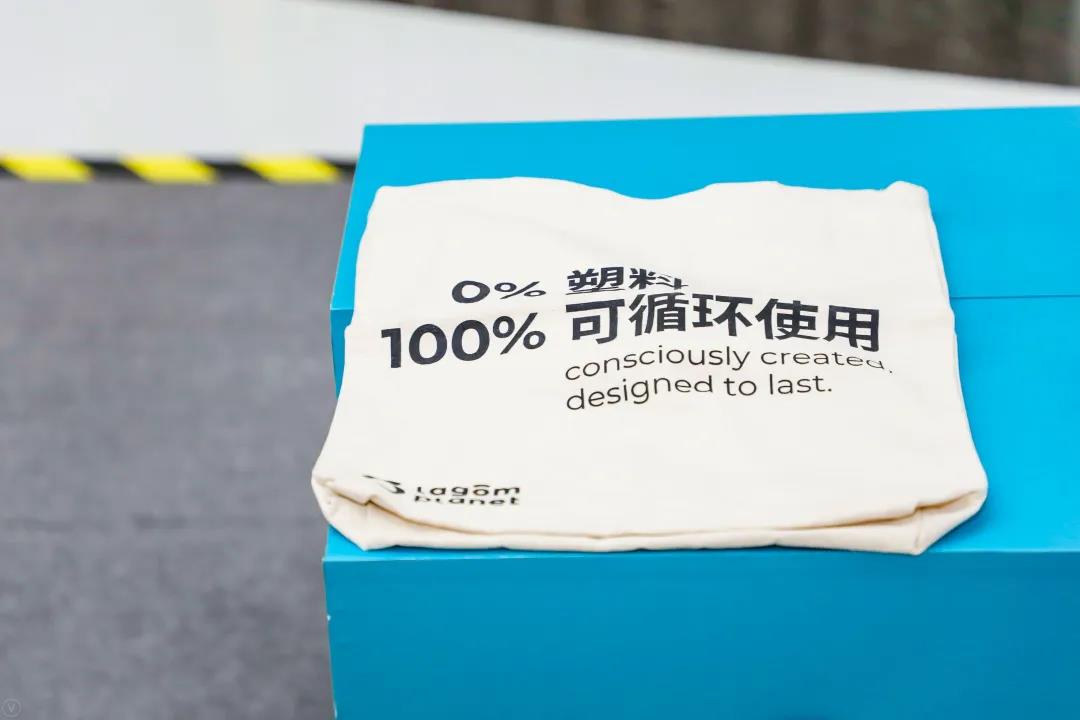 0% 塑料
100% 可循环使用
consciously created.
designed to last.
lagom
planet